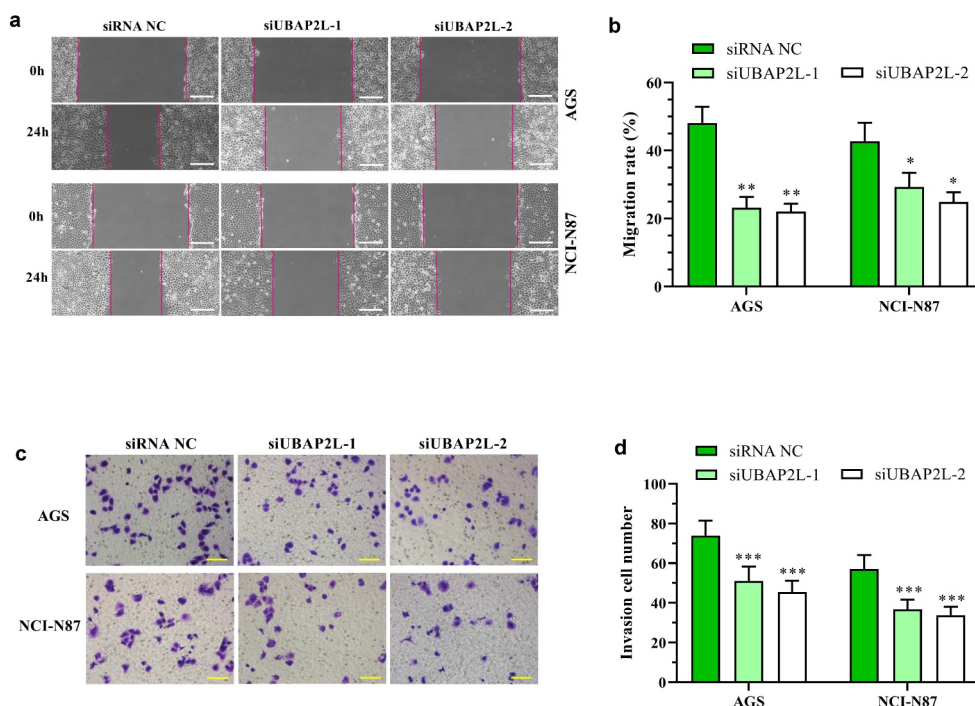 a
siRNA NC siUBAP2L-1 siUBAP2L-2
0h
24h
AGS
0h
24h
NCI-N87
b
siRNA NC
siUBAP2L-1 siUBAP2L-2
Migration rate (%)
60
40
20
0
** **
* *
AGS NCI-N87
c
siRNA NC siUBAP2L-1 siUBAP2L-2
AGS
NCI-N87
d
siRNA NC
siUBAP2L-1 siUBAP2L-2
Invasion cell number
100
80
60
40
20
0
*** ***
*** ***
AGS NCI-N87